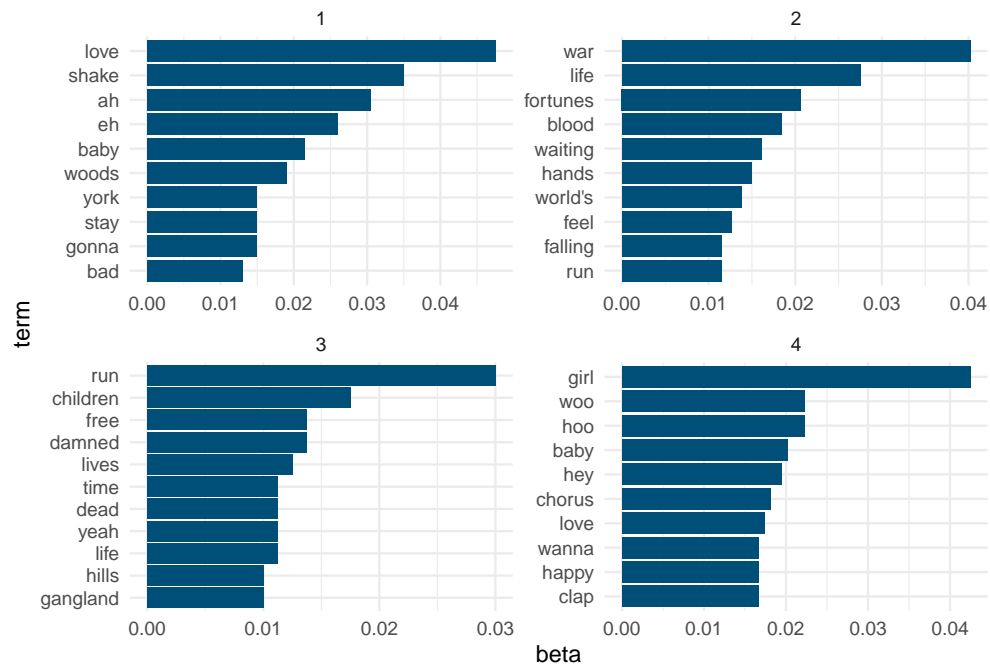 1
love
shake
ah
eh
baby
woods
york
stay
gonna
bad
0.00 0.01 0.02 0.03 0.04
2
war
life
fortunes
blood
waiting
hands
world's
feel
falling
run
0.00 0.01 0.02 0.03 0.04
term
3
run
children
free
damned
lives
time
dead
yeah
life
hills
gangland
0.00 0.01 0.02 0.03
4
girl
woo
hoo
baby
hey
chorus
love
wanna
happy
clap
0.00 0.01 0.02 0.03 0.04
beta